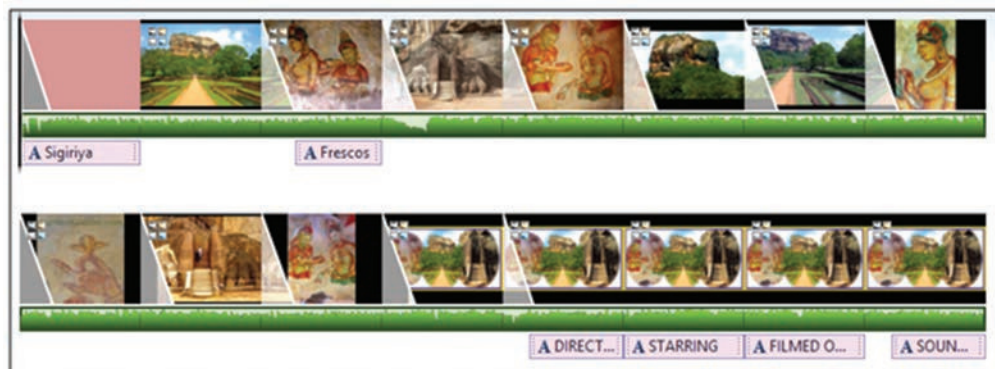 A Sigiriya
A Frescos
A DIRECT...
A STARRING
A FILMED O...
A SOUN...